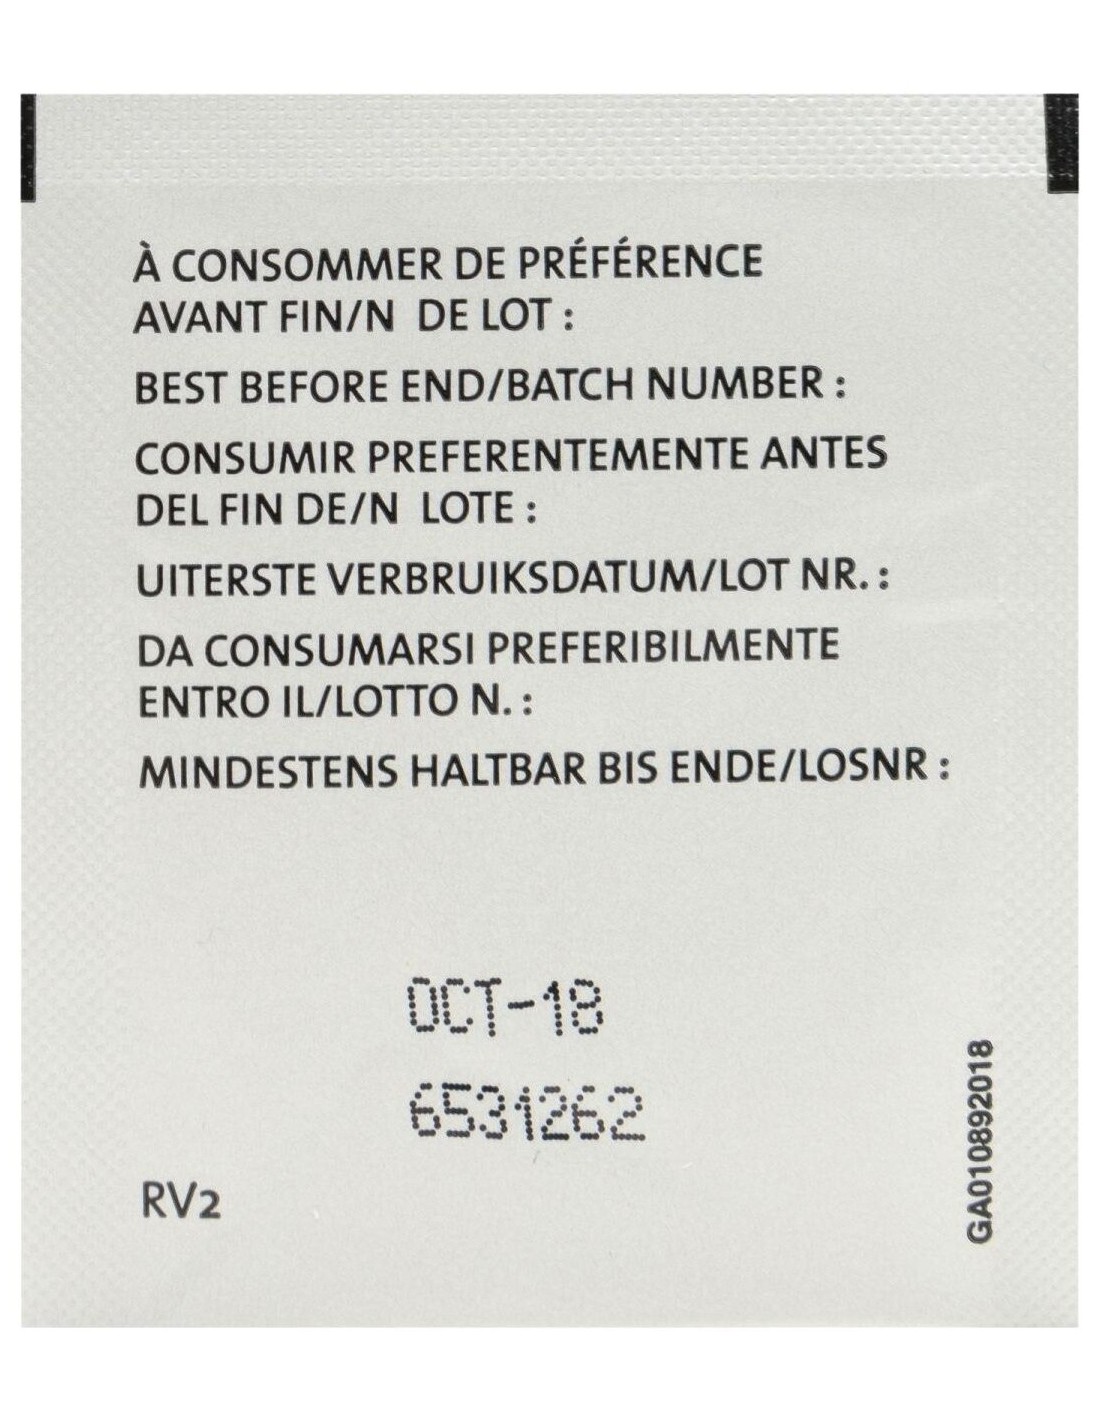 À CONSOMMER DE PRÉFÉRENCE
AVANT FIN/N  DE LOT :
BEST BEFORE END/BATCH NUMBER :
CONSUMIR PREFERENTEMENTE ANTES
DEL FIN DE/N  LOTE :
UITERSTE VERBRUIKSDATUM/LOT NR. :
DA CONSUMARSI PREFERIBILMENTE
ENTRO IL/LOTTO N. :
MINDESTENS HALTBAR BIS ENDE/LOSNR :
OCT-18
6531262
RV2
GA010892018